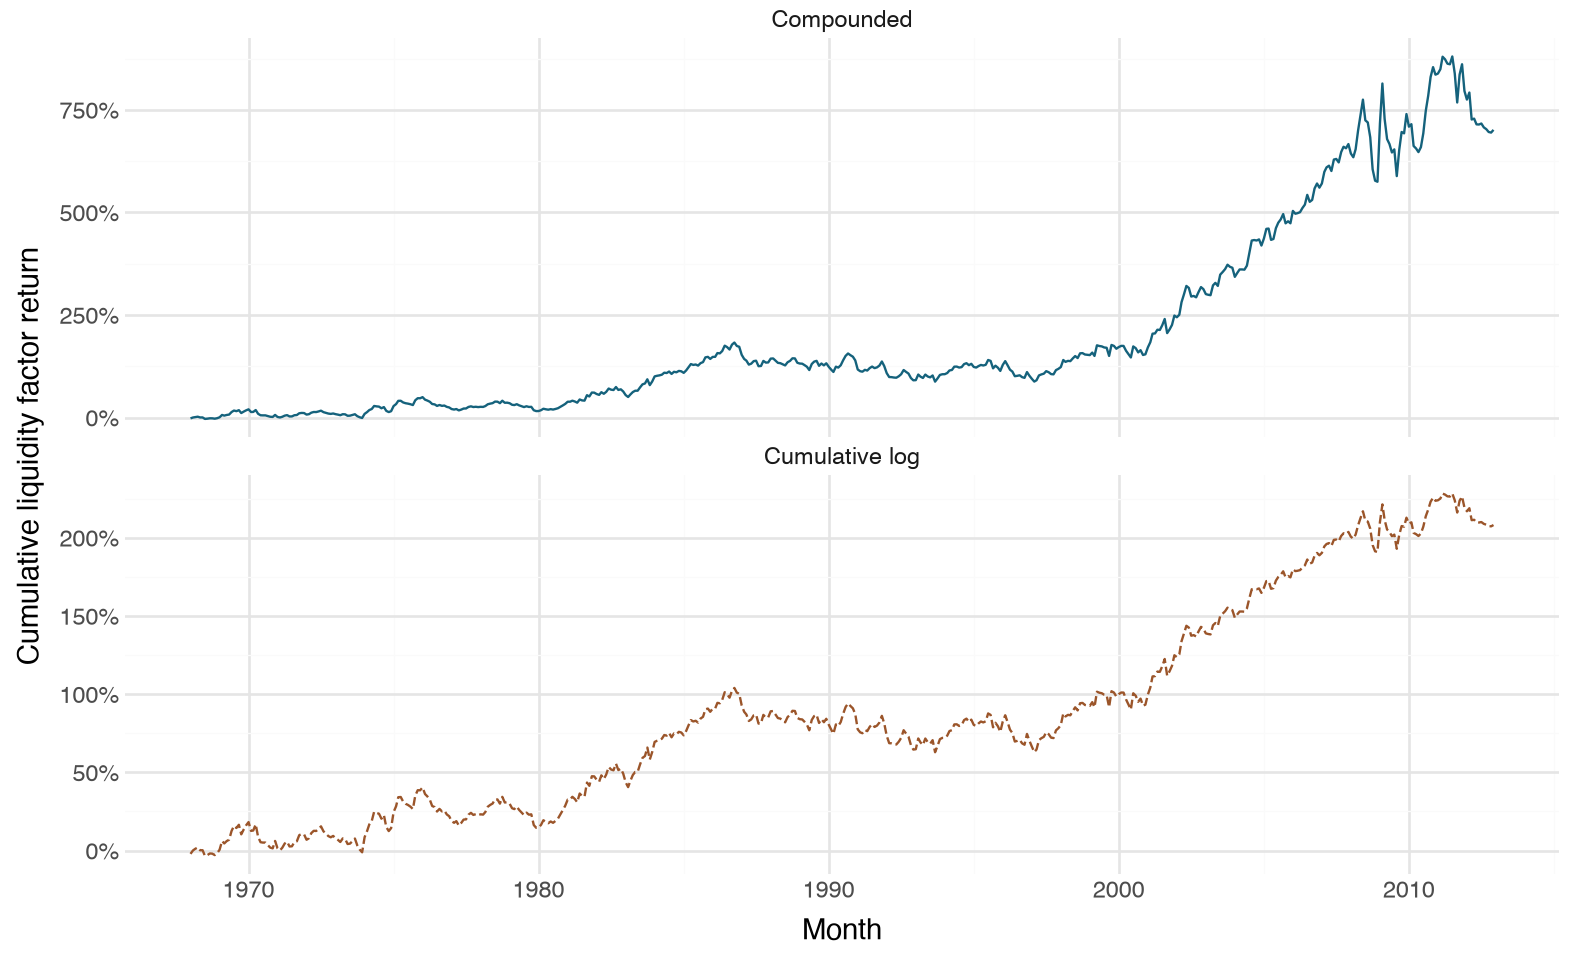 Compounded
750%
500%
250%
0%
Cumulative log
200%
150%
100%
50%
0%
1970 1980 1990 2000 2010
Month
Cumulative liquidity factor return